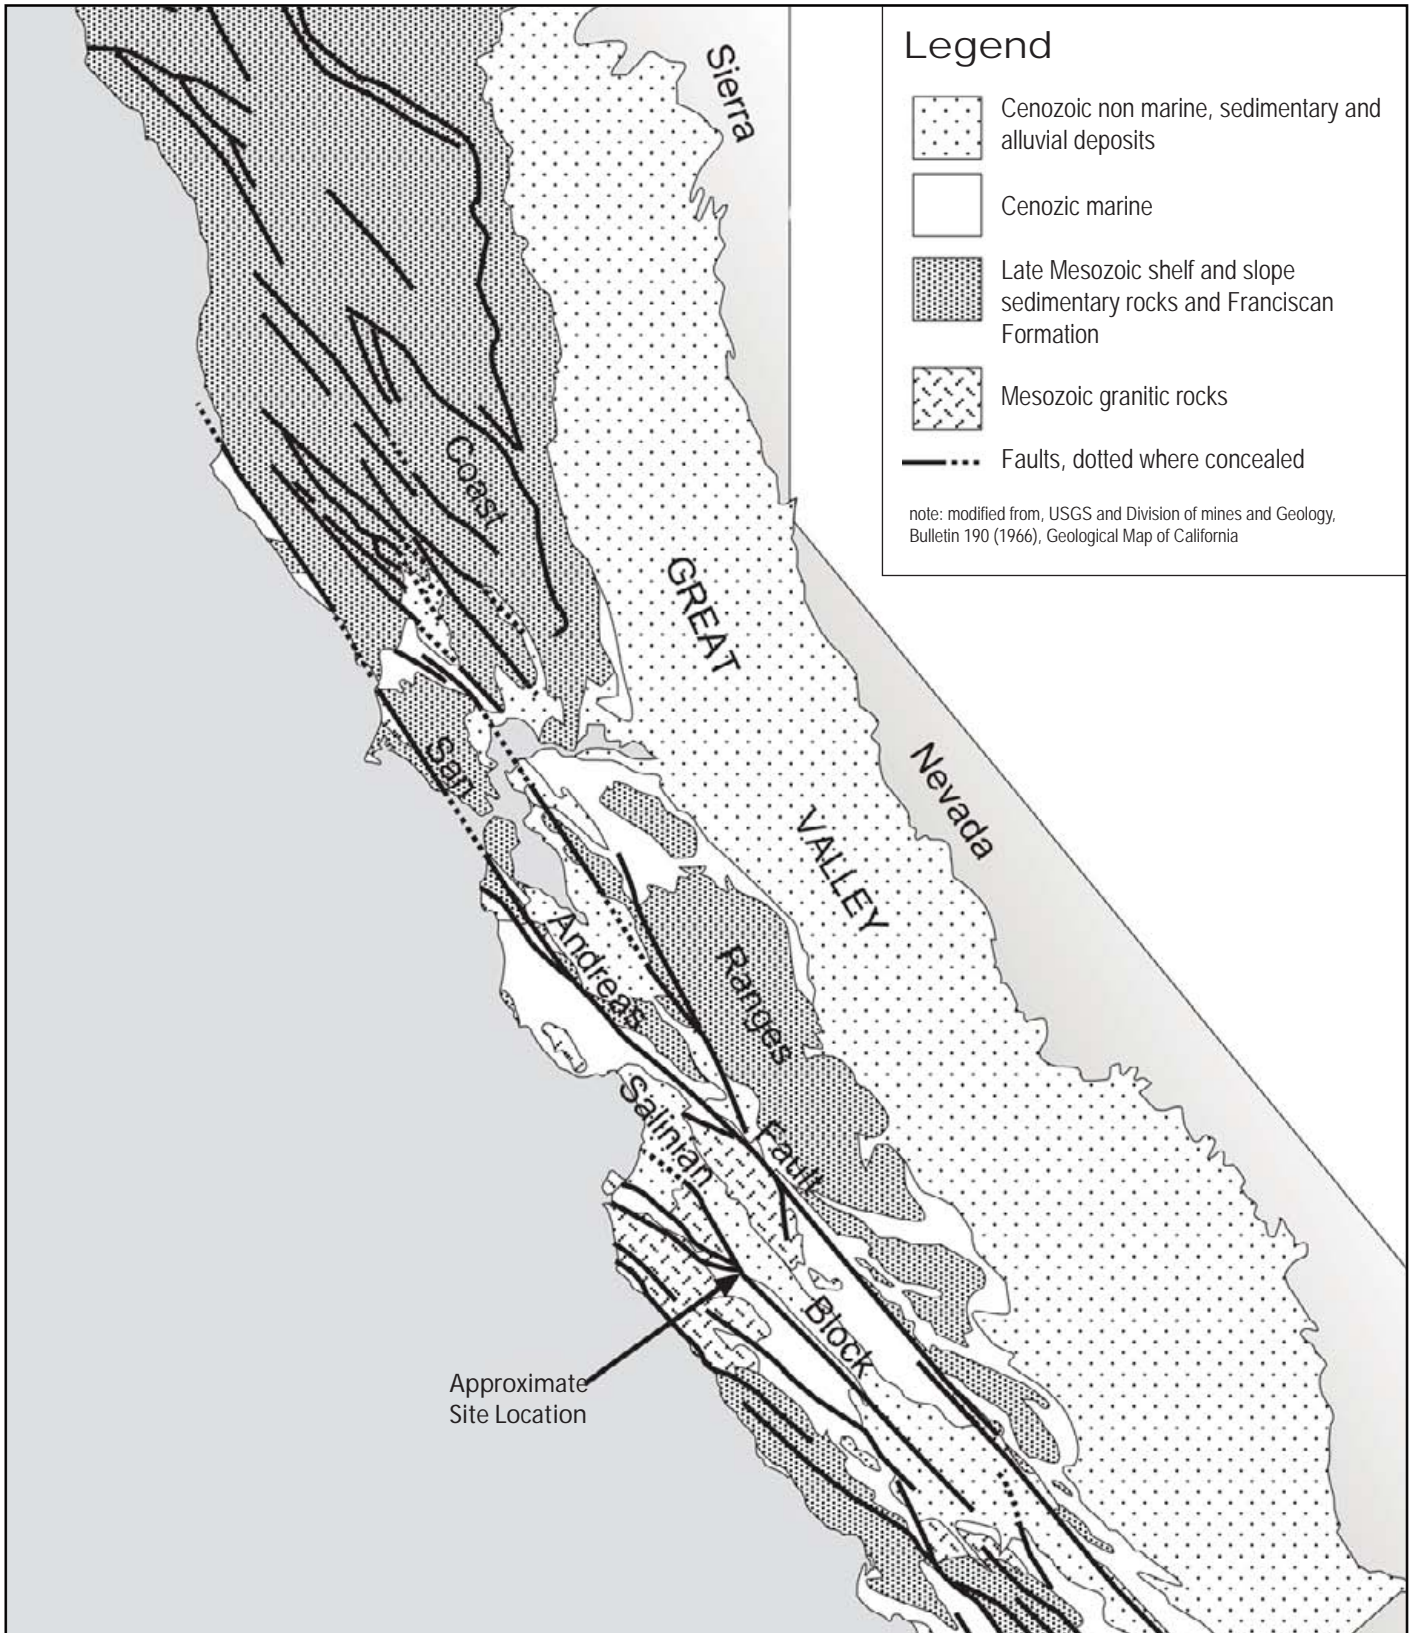 Legend
Cenozoic non marine, sedimentary and
alluvial deposits
Cenozic marine
Late Mesozoic shelf and slope
sedimentary rocks and Franciscan
Formation
Mesozoic granitic rocks
Faults, dotted where concealed
note: modified from, USGS and Division of mines and Geology,
Bulletin 190 (1966), Geological Map of California
Sierra
Nevada
Coast
Ranges
GREAT
VALLEY
San
Andreas
Fault
Salinian
Block
Approximate
Site Location